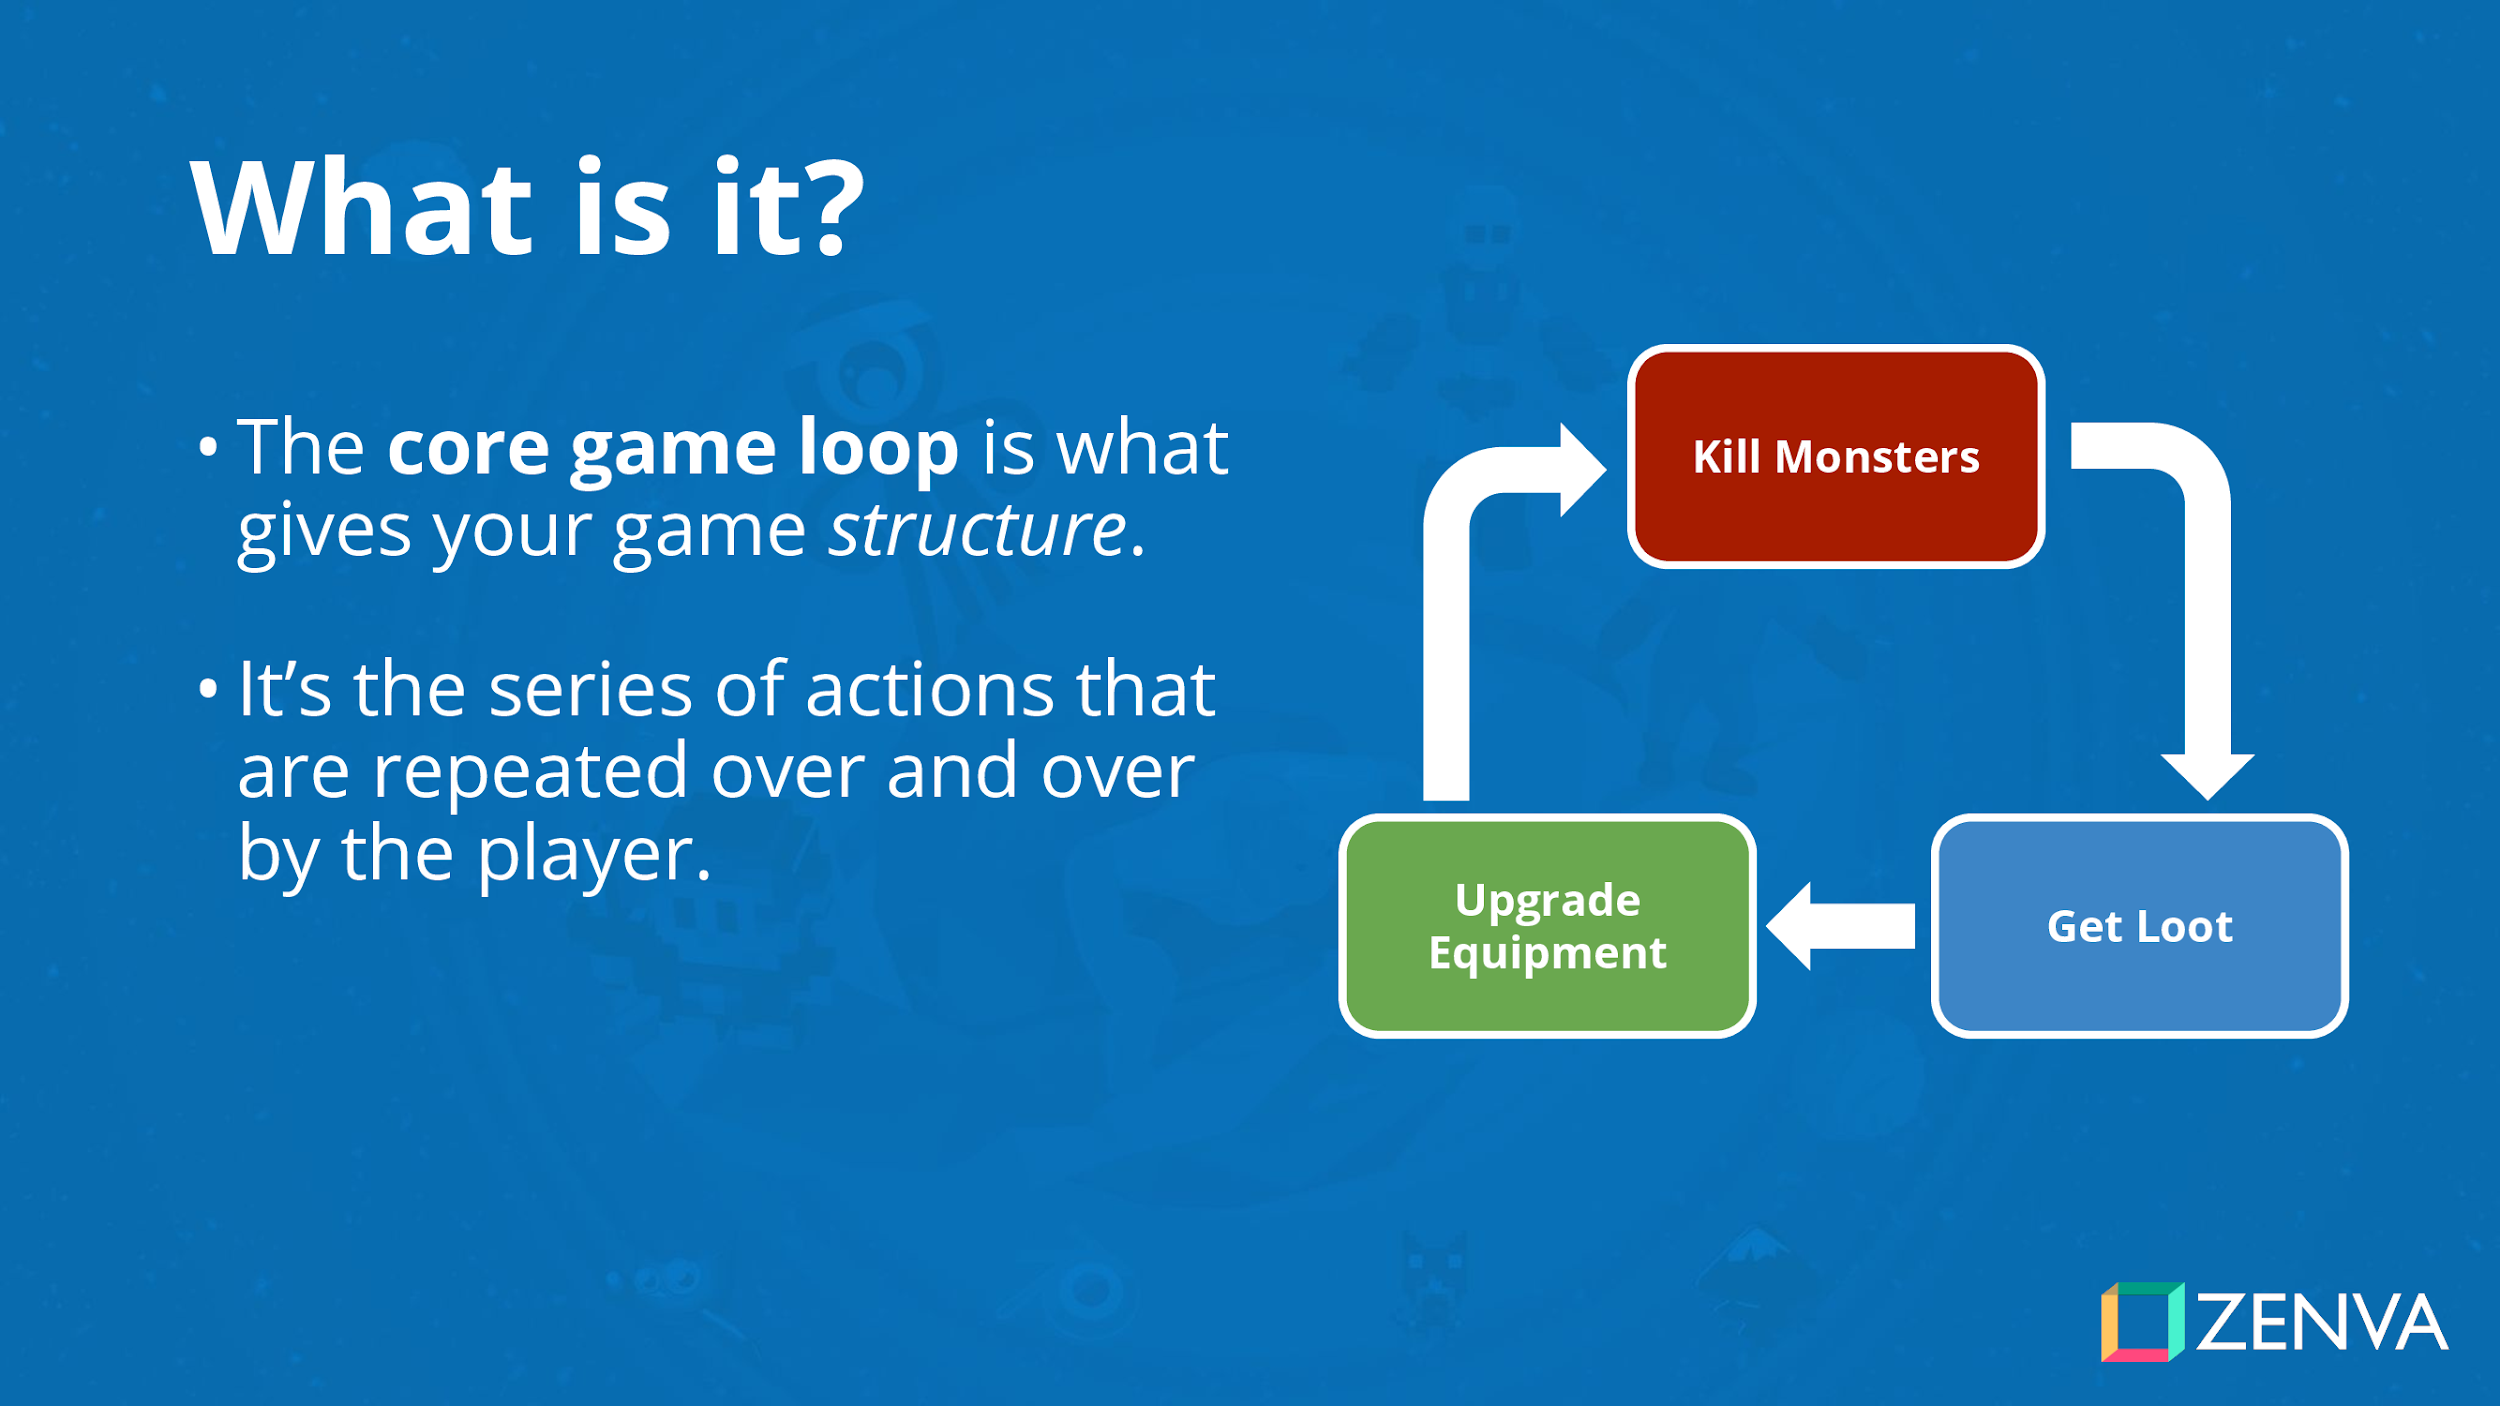 What is it?
• The core game loop is what
gives your game structure.
• It’s the series of actions that
are repeated over and over
by the player.
Kill Monsters
Upgrade
Equipment
Get Loot
ZENVA